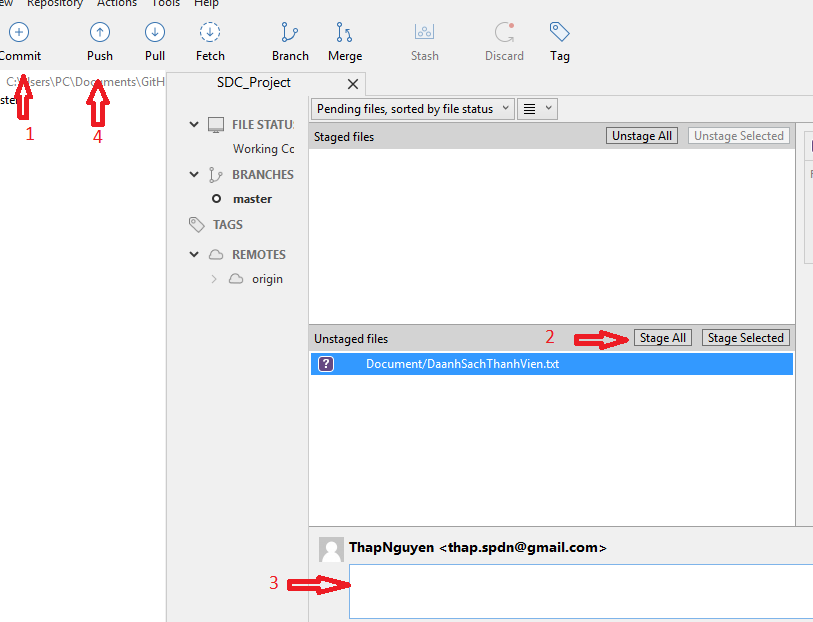 ew Repository Actions Tools Help
Commit Push Pull Fetch Branch Merge Stash Discard Tag
C:\Users\PC\Documents\GitH
ster
1
4
SDC_Project
FILE STATU
Working Co
BRANCHES
master
TAGS
REMOTES
origin
Pending files, sorted by file status
Staged files Unstage All Unstage Selected
Unstaged files 2 Stage All Stage Selected
? Document/DaanhSachThanhVien.txt
ThapNguyen <thap.spdn@gmail.com>
3